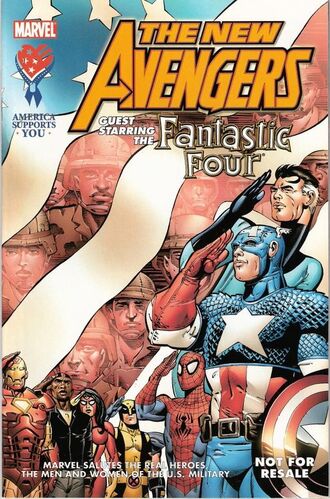 MARVEL
THE NEW
AVENGERS
AMERICA
SUPPORTS
YOU
GUEST
STARRING
THE
Fantastic
Four
MARVEL SALUTES THE REAL HEROES,
THE MEN AND WOMEN OF THE U.S. MILITARY
NOT FOR
RESALE